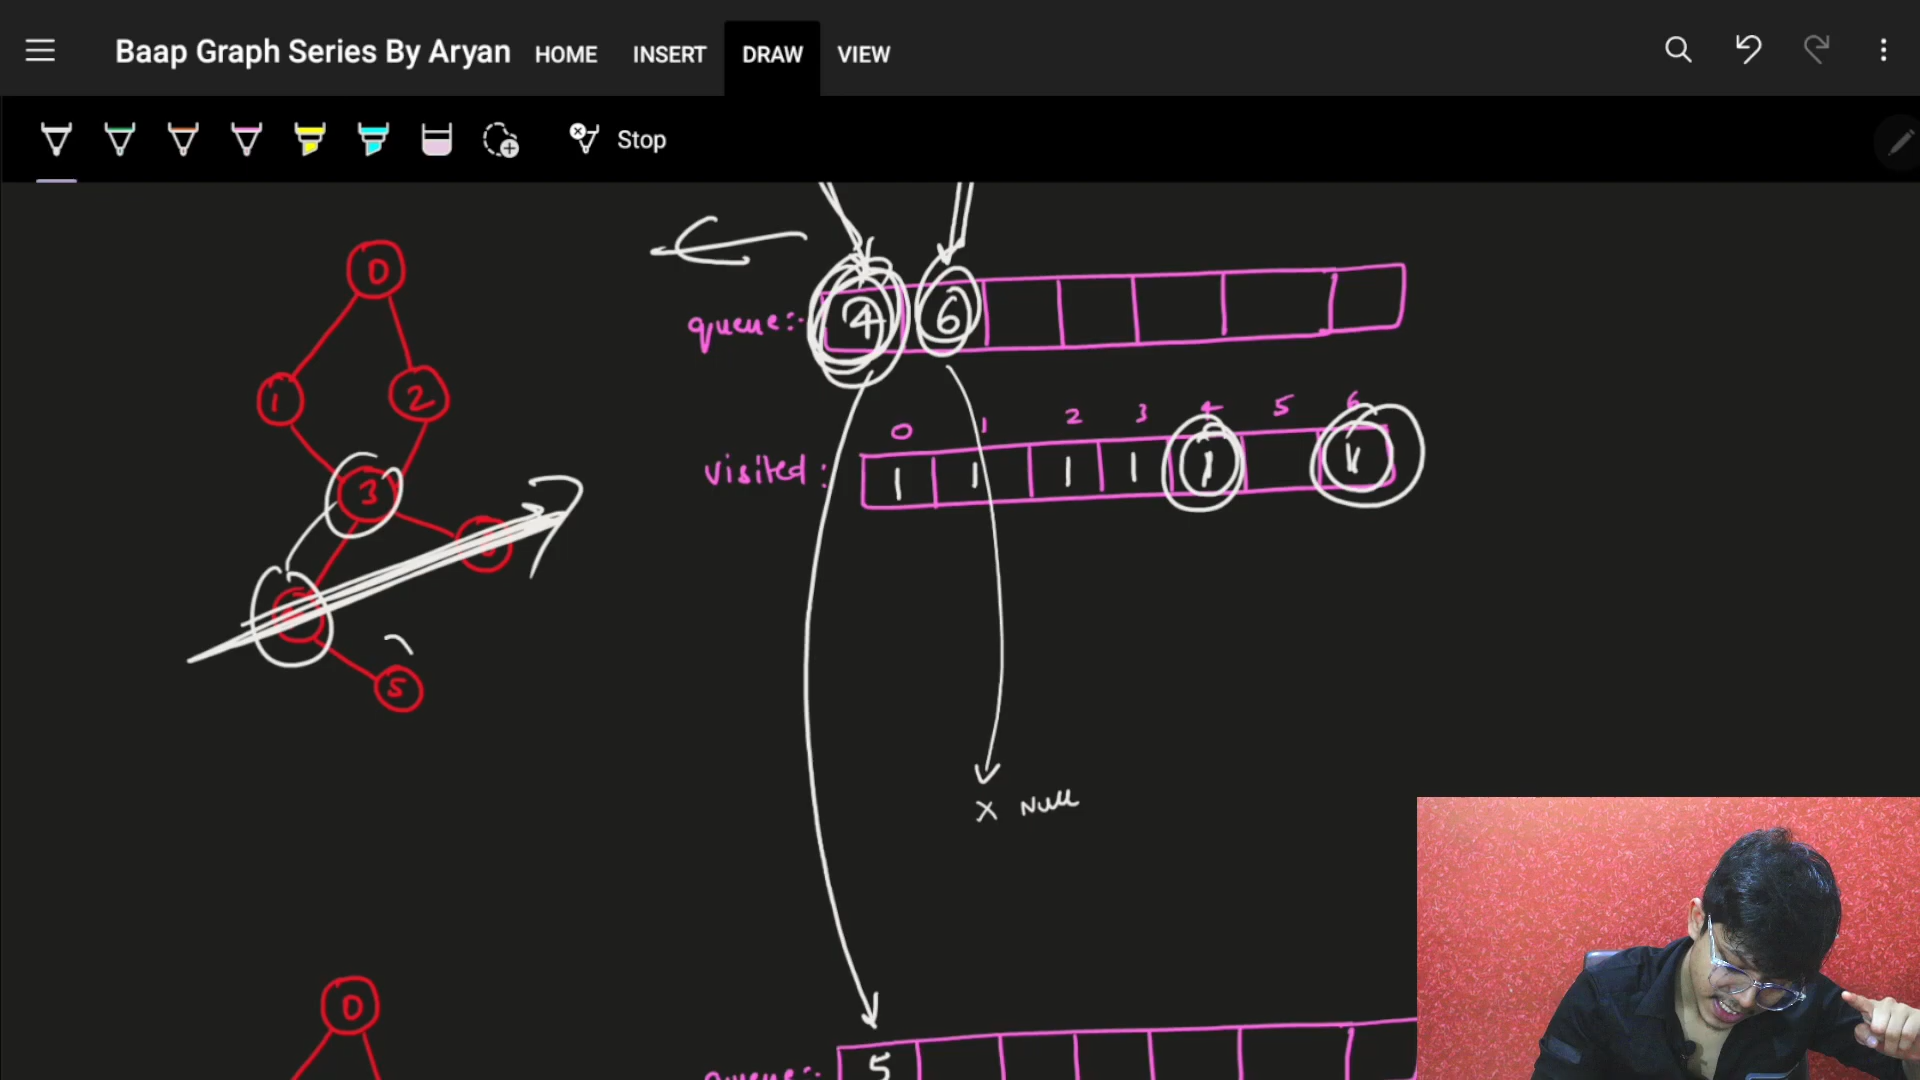 Baap Graph Series By Aryan HOME INSERT DRAW VIEW
Stop
0
queue:- 4 6
1 2
0 1 2 3 4 5 6
visited: 1 1 1 1 1 1
3
5
X Null
0
queue:- 5